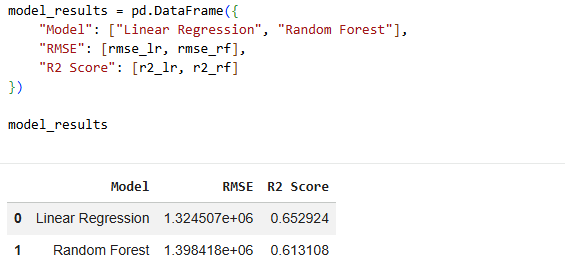 model_results = pd.DataFrame({
    "Model": ["Linear Regression", "Random Forest"],
    "RMSE": [rmse_lr, rmse_rf],
    "R2 Score": [r2_lr, r2_rf]
})
model_results
Model RMSE R2 Score
0 Linear Regression 1.324507e+06 0.652924
1 Random Forest 1.398418e+06 0.613108